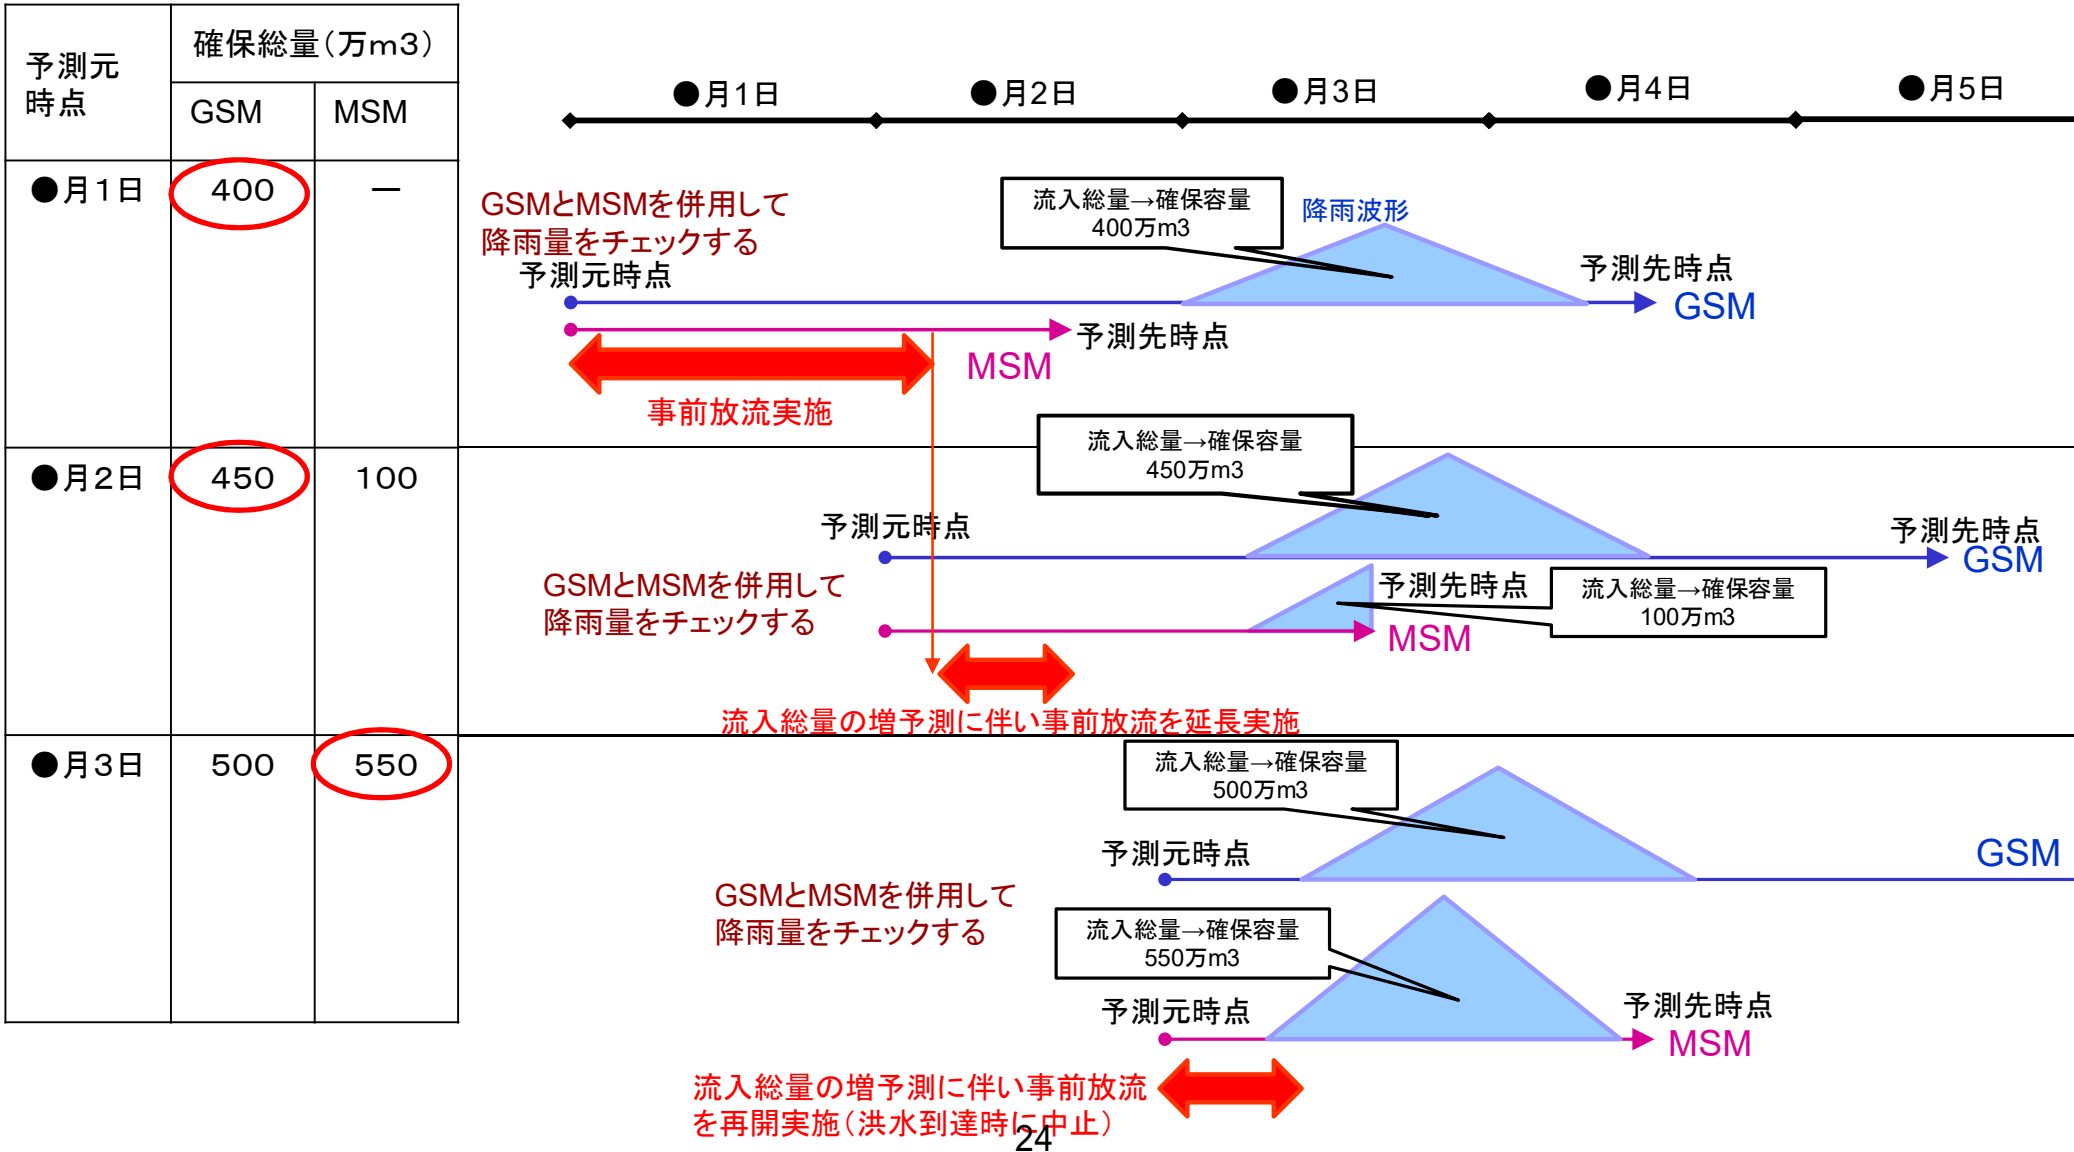 予測元
時点
確保総量（万ｍ３）
GSM
MSM
●月1日
●月2日
●月3日
●月4日
●月5日
●月１日
４００
―
GSMとMSMを併用して
降雨量をチェックする
流入総量→確保容量
400万m3
降雨波形
予測元時点
予測先時点
GSM
予測先時点
MSM
事前放流実施
●月２日
４５０
１００
流入総量→確保容量
450万m3
予測元時点
予測先時点
GSM
GSMとMSMを併用して
降雨量をチェックする
予測先時点
流入総量→確保容量
100万m3
MSM
流入総量の増予測に伴い事前放流を延長実施
●月３日
５００
５５０
流入総量→確保容量
500万m3
予測元時点
GSM
GSMとMSMを併用して
降雨量をチェックする
流入総量→確保容量
550万m3
予測元時点
予測先時点
MSM
流入総量の増予測に伴い事前放流
を再開実施（洪水到達時に中止）
24